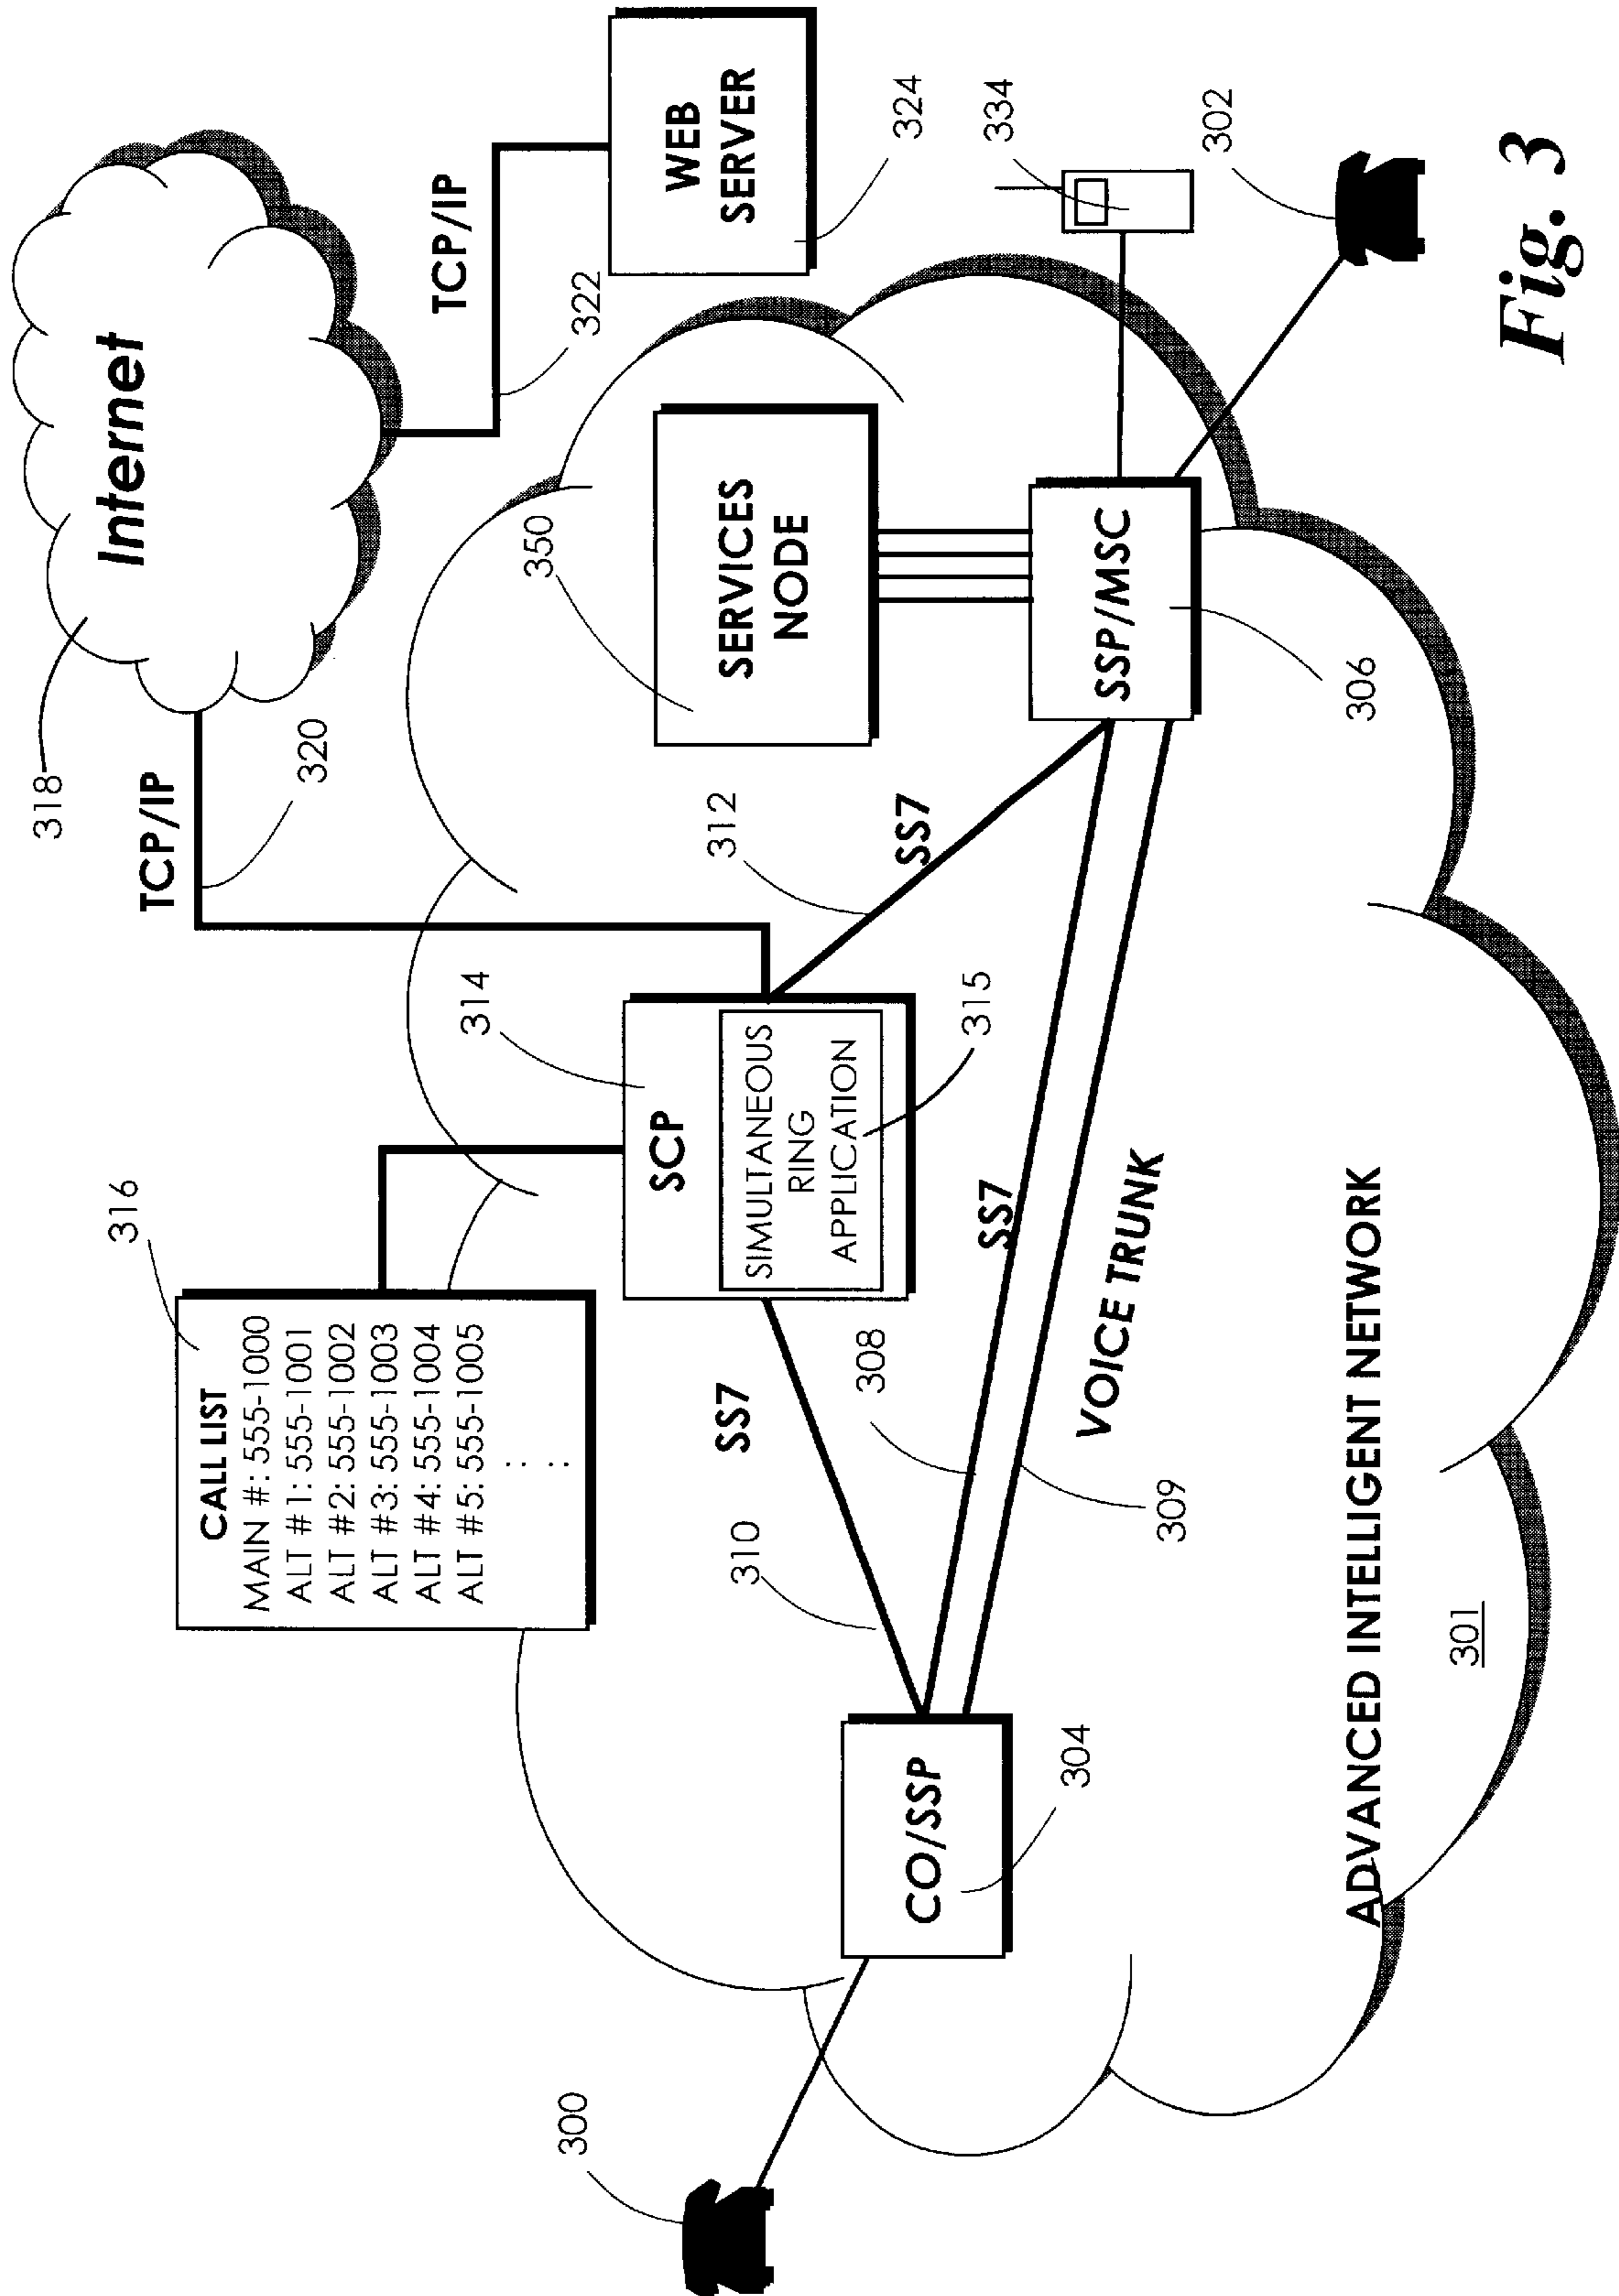 318
Internet
TCP/IP
320
TCP/IP
322
WEB
SERVER
324
316
CALL LIST
MAIN #: 555-1000
ALT #1: 555-1001
ALT #2: 555-1002
ALT #3: 555-1003
ALT #4: 555-1004
ALT #5: 555-1005
:
:
314
SCP
SIMULTANEOUS
RING
APPLICATION
315
350
SERVICES
NODE
312
SS7
SS7
310
300
CO/SSP
304
308
SS7
309
VOICE TRUNK
SSP/MSC
306
334
302
ADVANCED INTELLIGENT NETWORK
301
Fig. 3